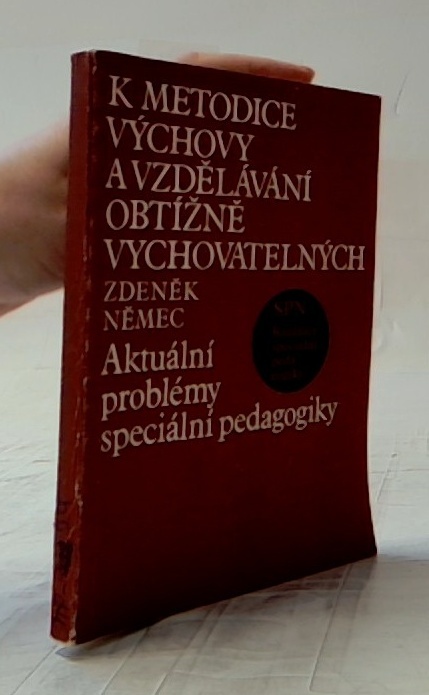 K METODICE
VÝCHOVY
A VZDĚLÁVÁNÍ
OBTÍŽNĚ
VYCHOVATELNÝCH
ZDENĚK
NĚMEC
SPN
Aktuální
problémy
speciální pedagogiky